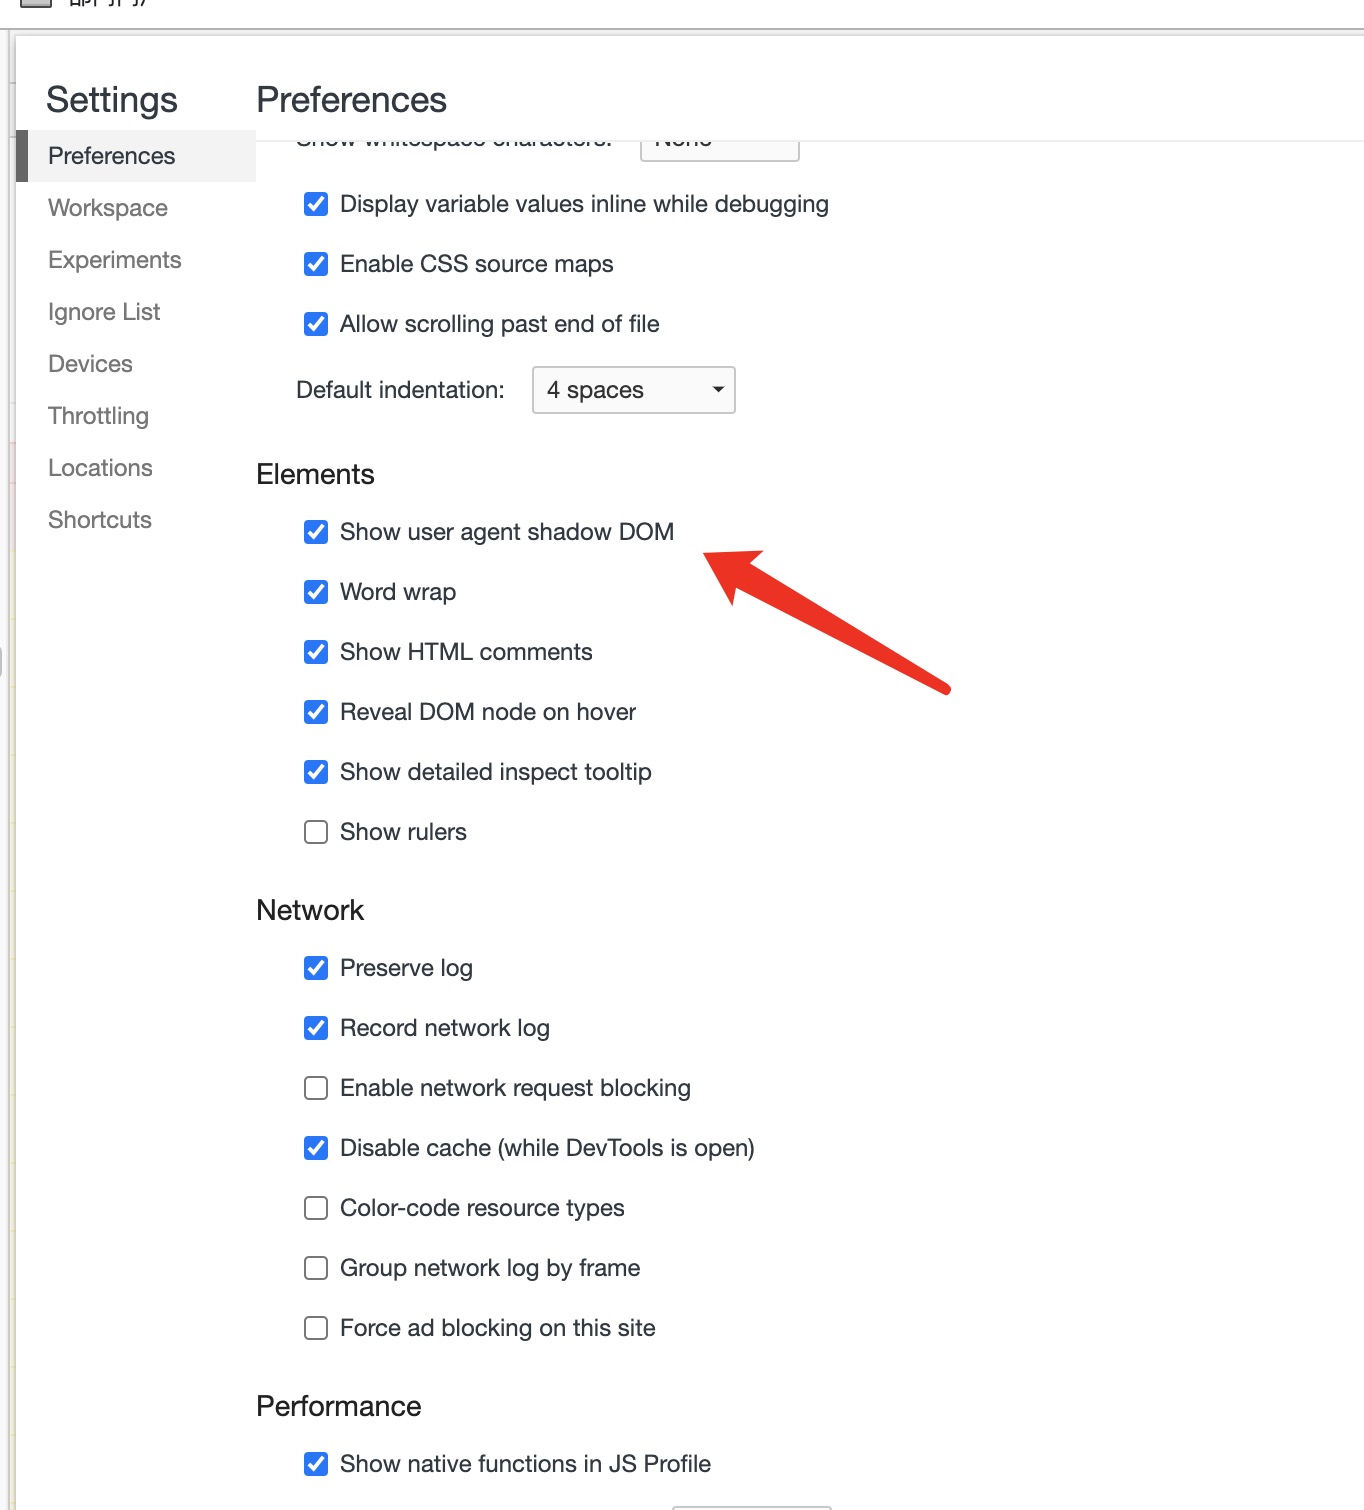 Settings
Preferences
Preferences
Workspace
Experiments
Ignore List
Devices
Throttling
Locations
Shortcuts
Show whitespace characters:
None
Display variable values inline while debugging
Enable CSS source maps
Allow scrolling past end of file
Default indentation: 4 spaces
Elements
Show user agent shadow DOM
Word wrap
Show HTML comments
Reveal DOM node on hover
Show detailed inspect tooltip
Show rulers
Network
Preserve log
Record network log
Enable network request blocking
Disable cache (while DevTools is open)
Color-code resource types
Group network log by frame
Force ad blocking on this site
Performance
Show native functions in JS Profile